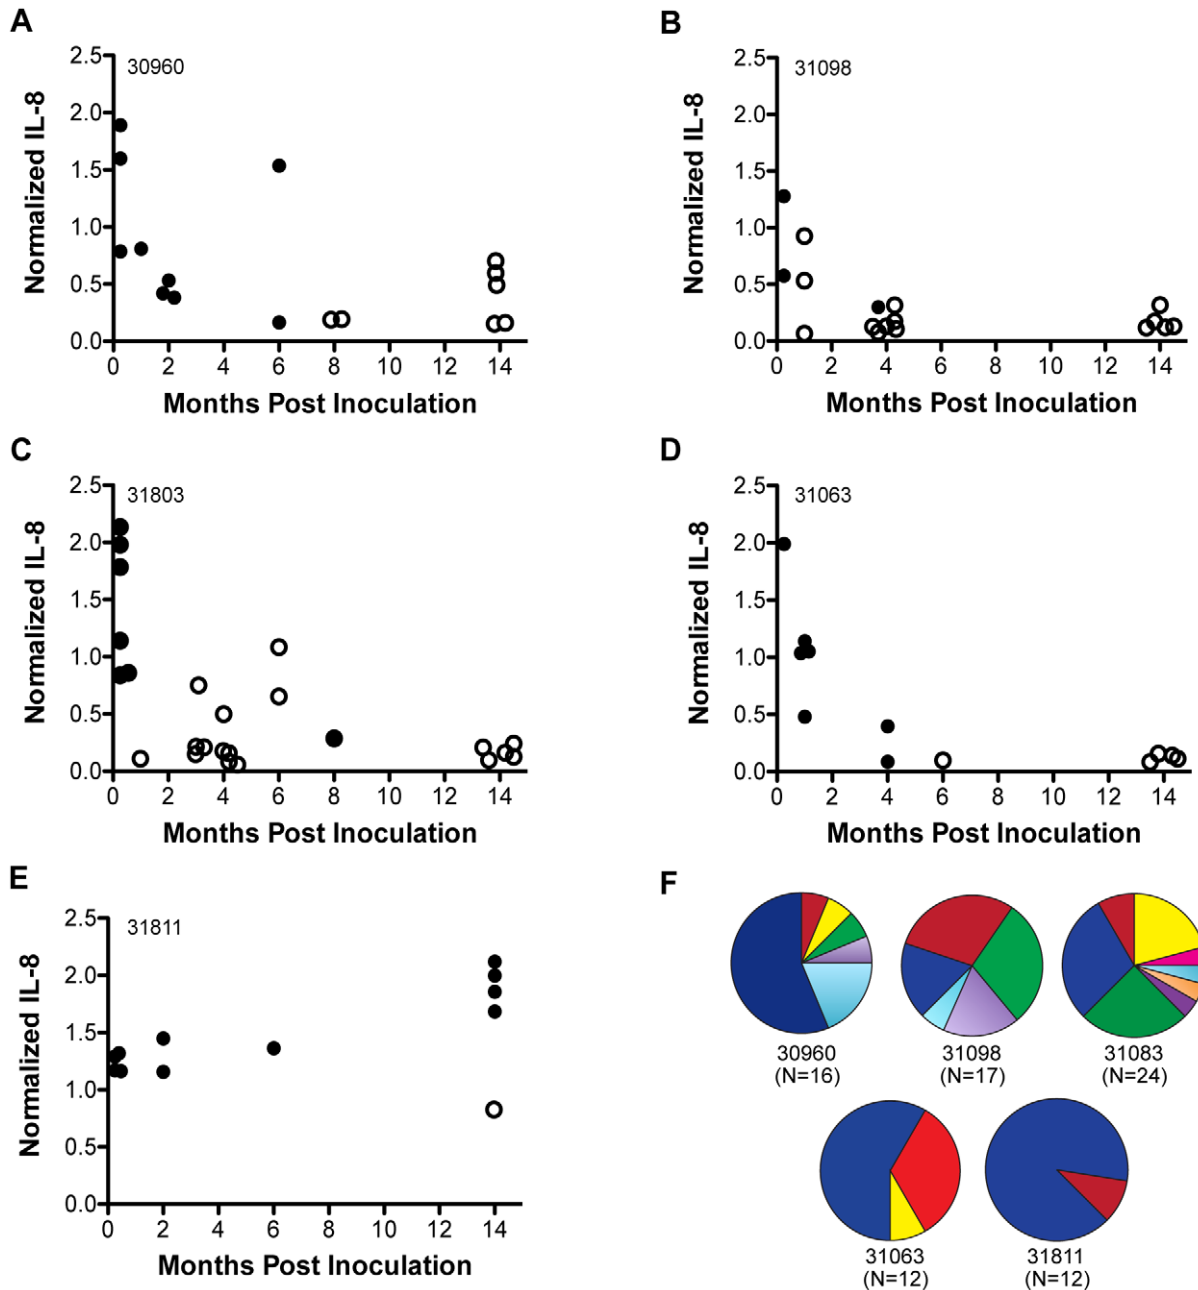 A
30960
Normalized IL-8
2.5
2.0
1.5
1.0
0.5
0.0
0 2 4 6 8 10 12 14
Months Post Inoculation
B
31098
Normalized IL-8
2.5
2.0
1.5
1.0
0.5
0.0
0 2 4 6 8 10 12 14
Months Post Inoculation
C
31803
Normalized IL-8
2.5
2.0
1.5
1.0
0.5
0.0
0 2 4 6 8 10 12 14
Months Post Inoculation
D
31063
Normalized IL-8
2.5
2.0
1.5
1.0
0.5
0.0
0 2 4 6 8 10 12 14
Months Post Inoculation
E
31811
Normalized IL-8
2.5
2.0
1.5
1.0
0.5
0.0
0 2 4 6 8 10 12 14
Months Post Inoculation
F
30960
(N=16)
31098
(N=17)
31083
(N=24)
31063
(N=12)
31811
(N=12)